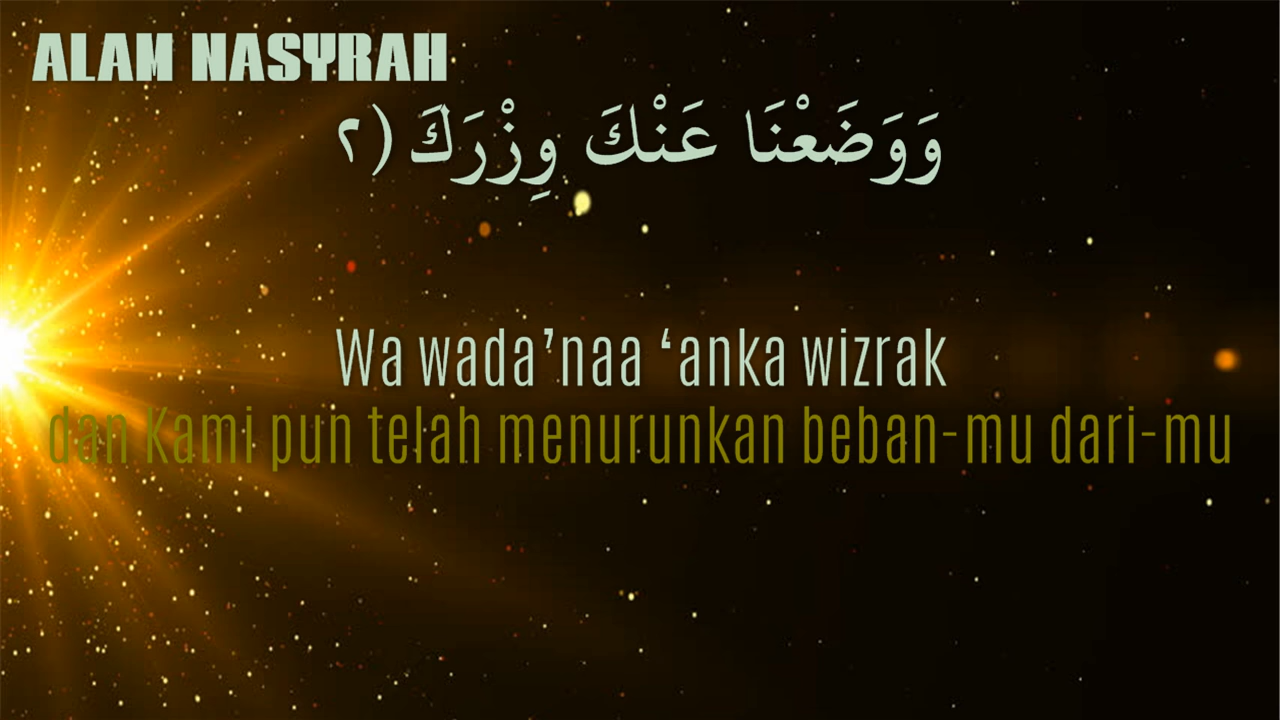 ALAM NASYRAH
وَوَضَعْنَا عَنْكَ وِزْرَكَ (٢
Wa wada’naa ‘anka wizrak
dan Kami pun telah menurunkan beban-mu dari-mu